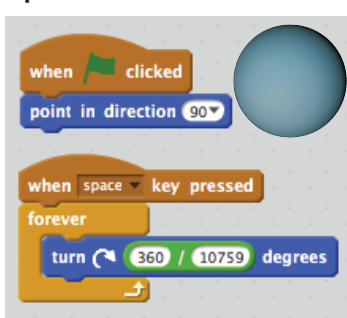 when clicked
point in direction 90
when space key pressed
forever
turn 360 / 10759 degrees